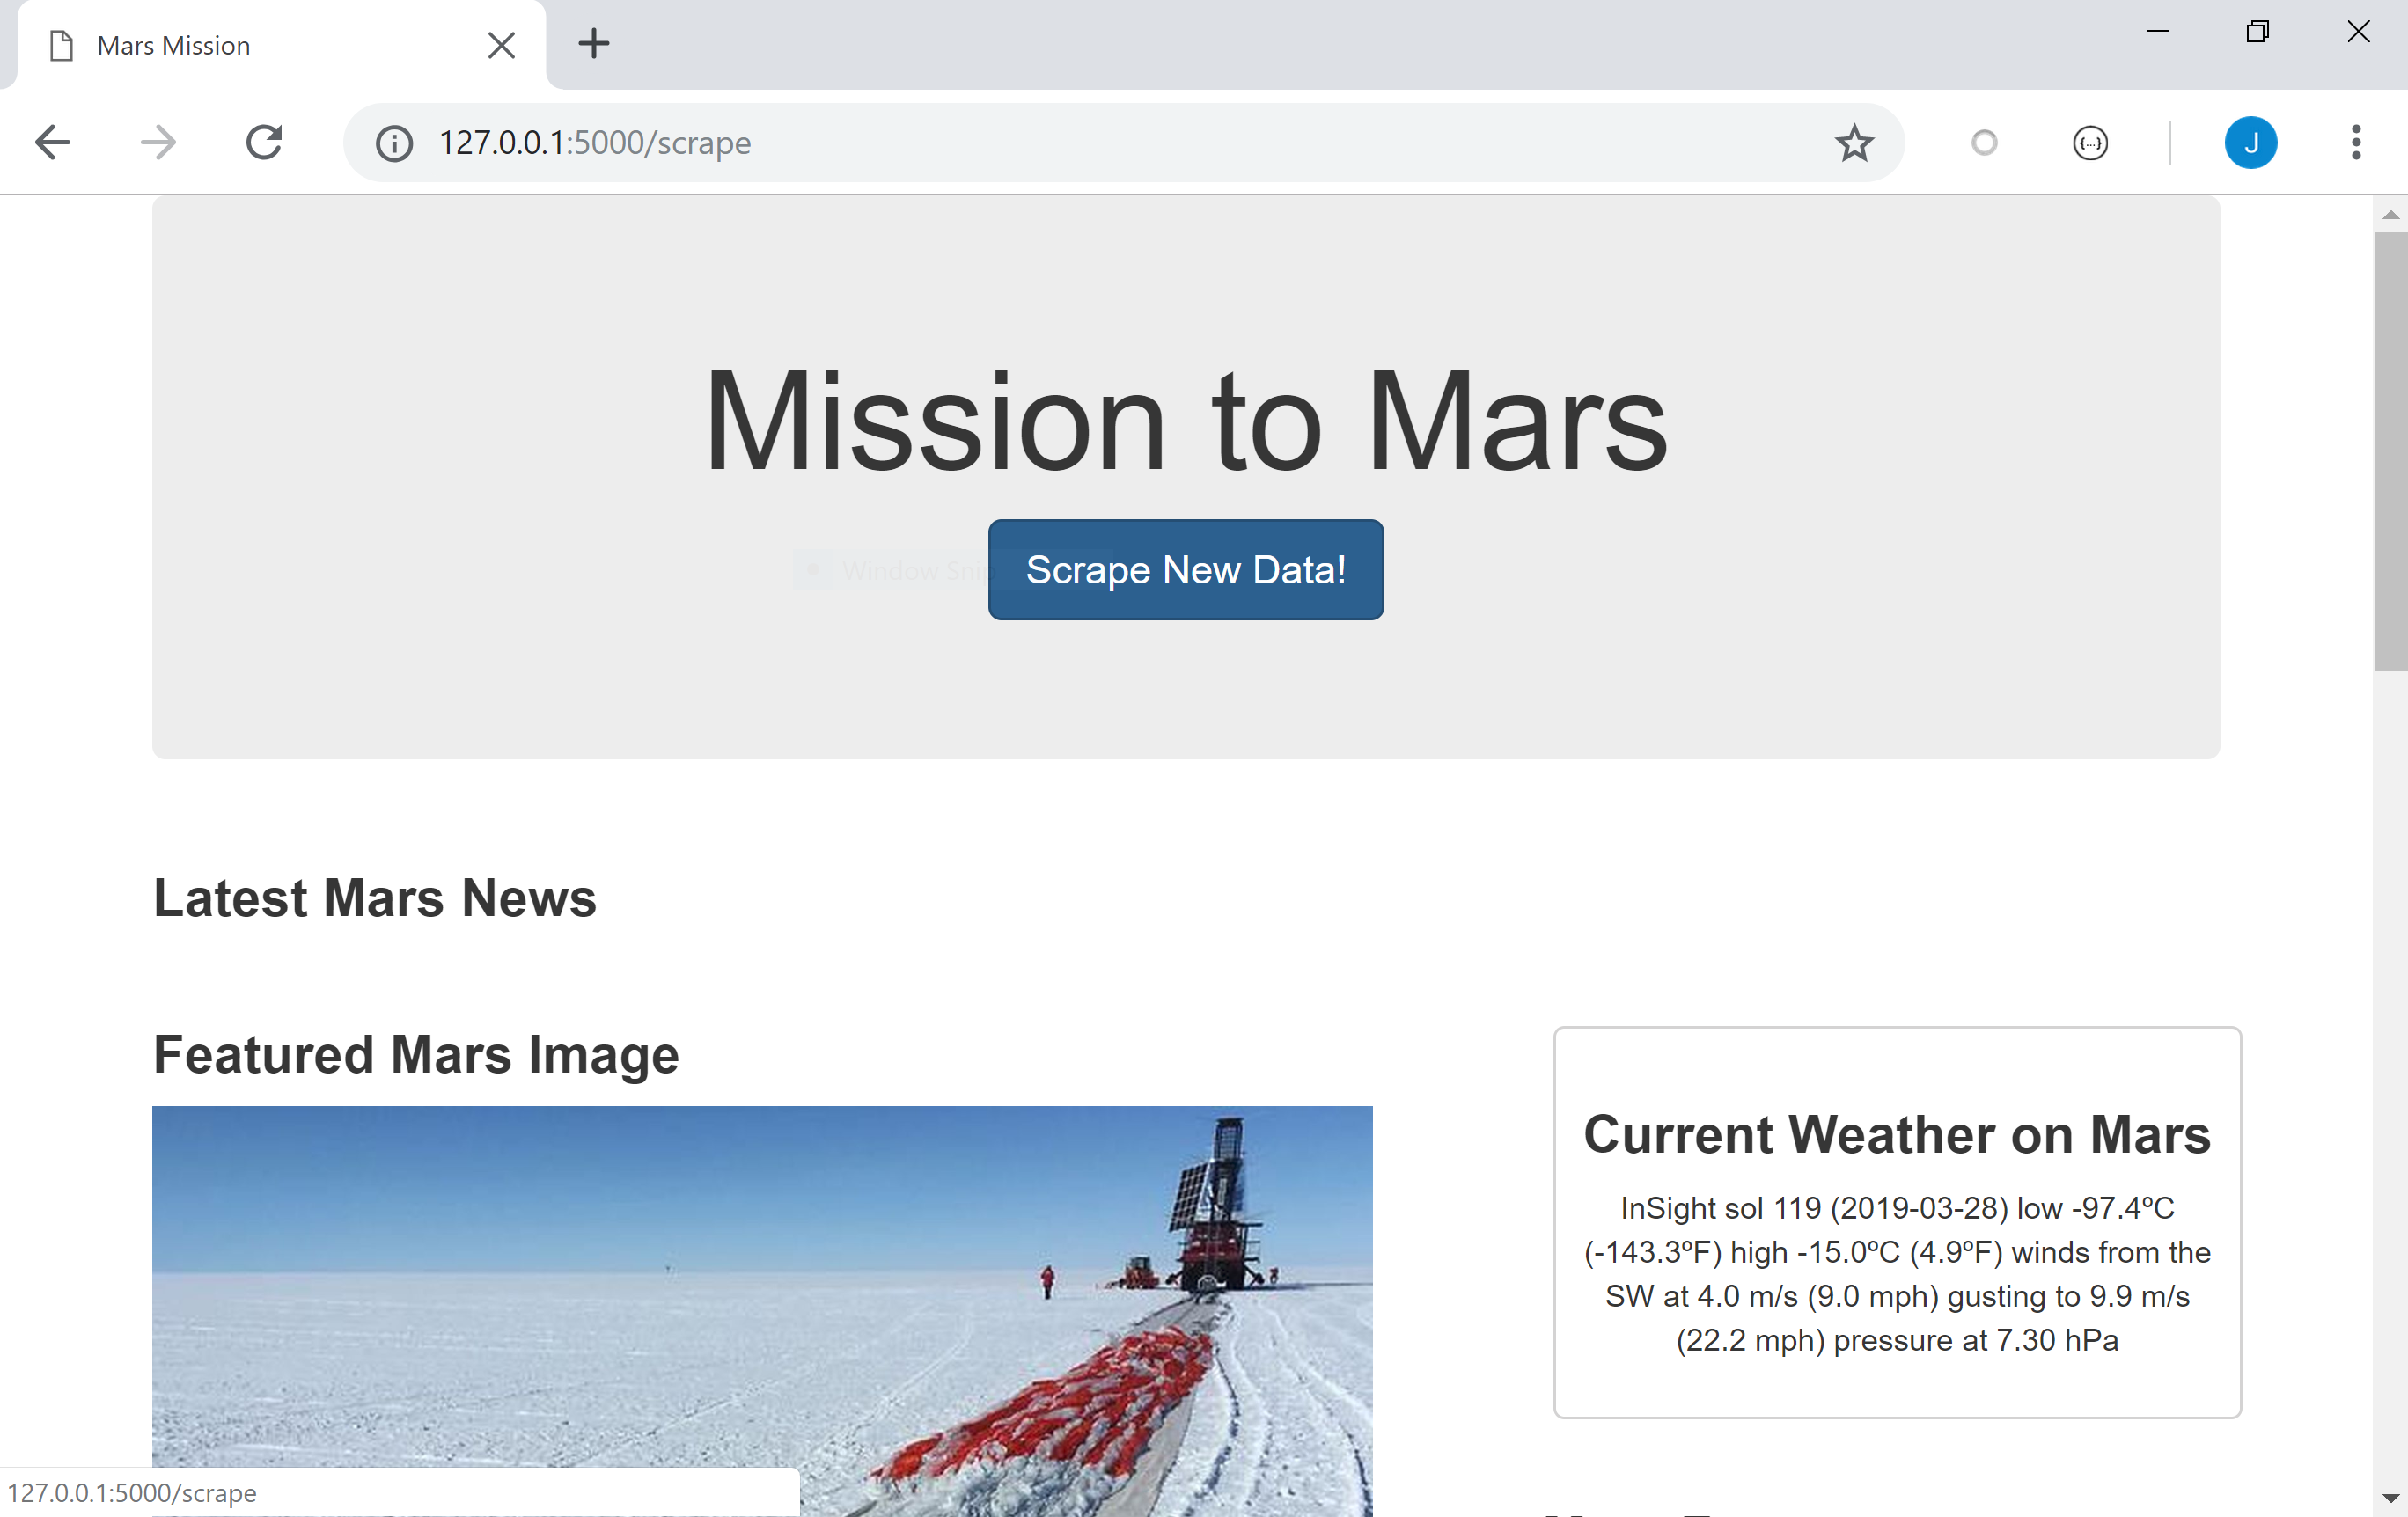 Mars Mission
127.0.0.1:5000/scrape
J
Mission to Mars
Window Snip
Scrape New Data!
Latest Mars News
Featured Mars Image
Current Weather on Mars
InSight sol 119 (2019-03-28) low -97.4ºC
(-143.3ºF) high -15.0ºC (4.9ºF) winds from the
SW at 4.0 m/s (9.0 mph) gusting to 9.9 m/s
(22.2 mph) pressure at 7.30 hPa
127.0.0.1:5000/scrape